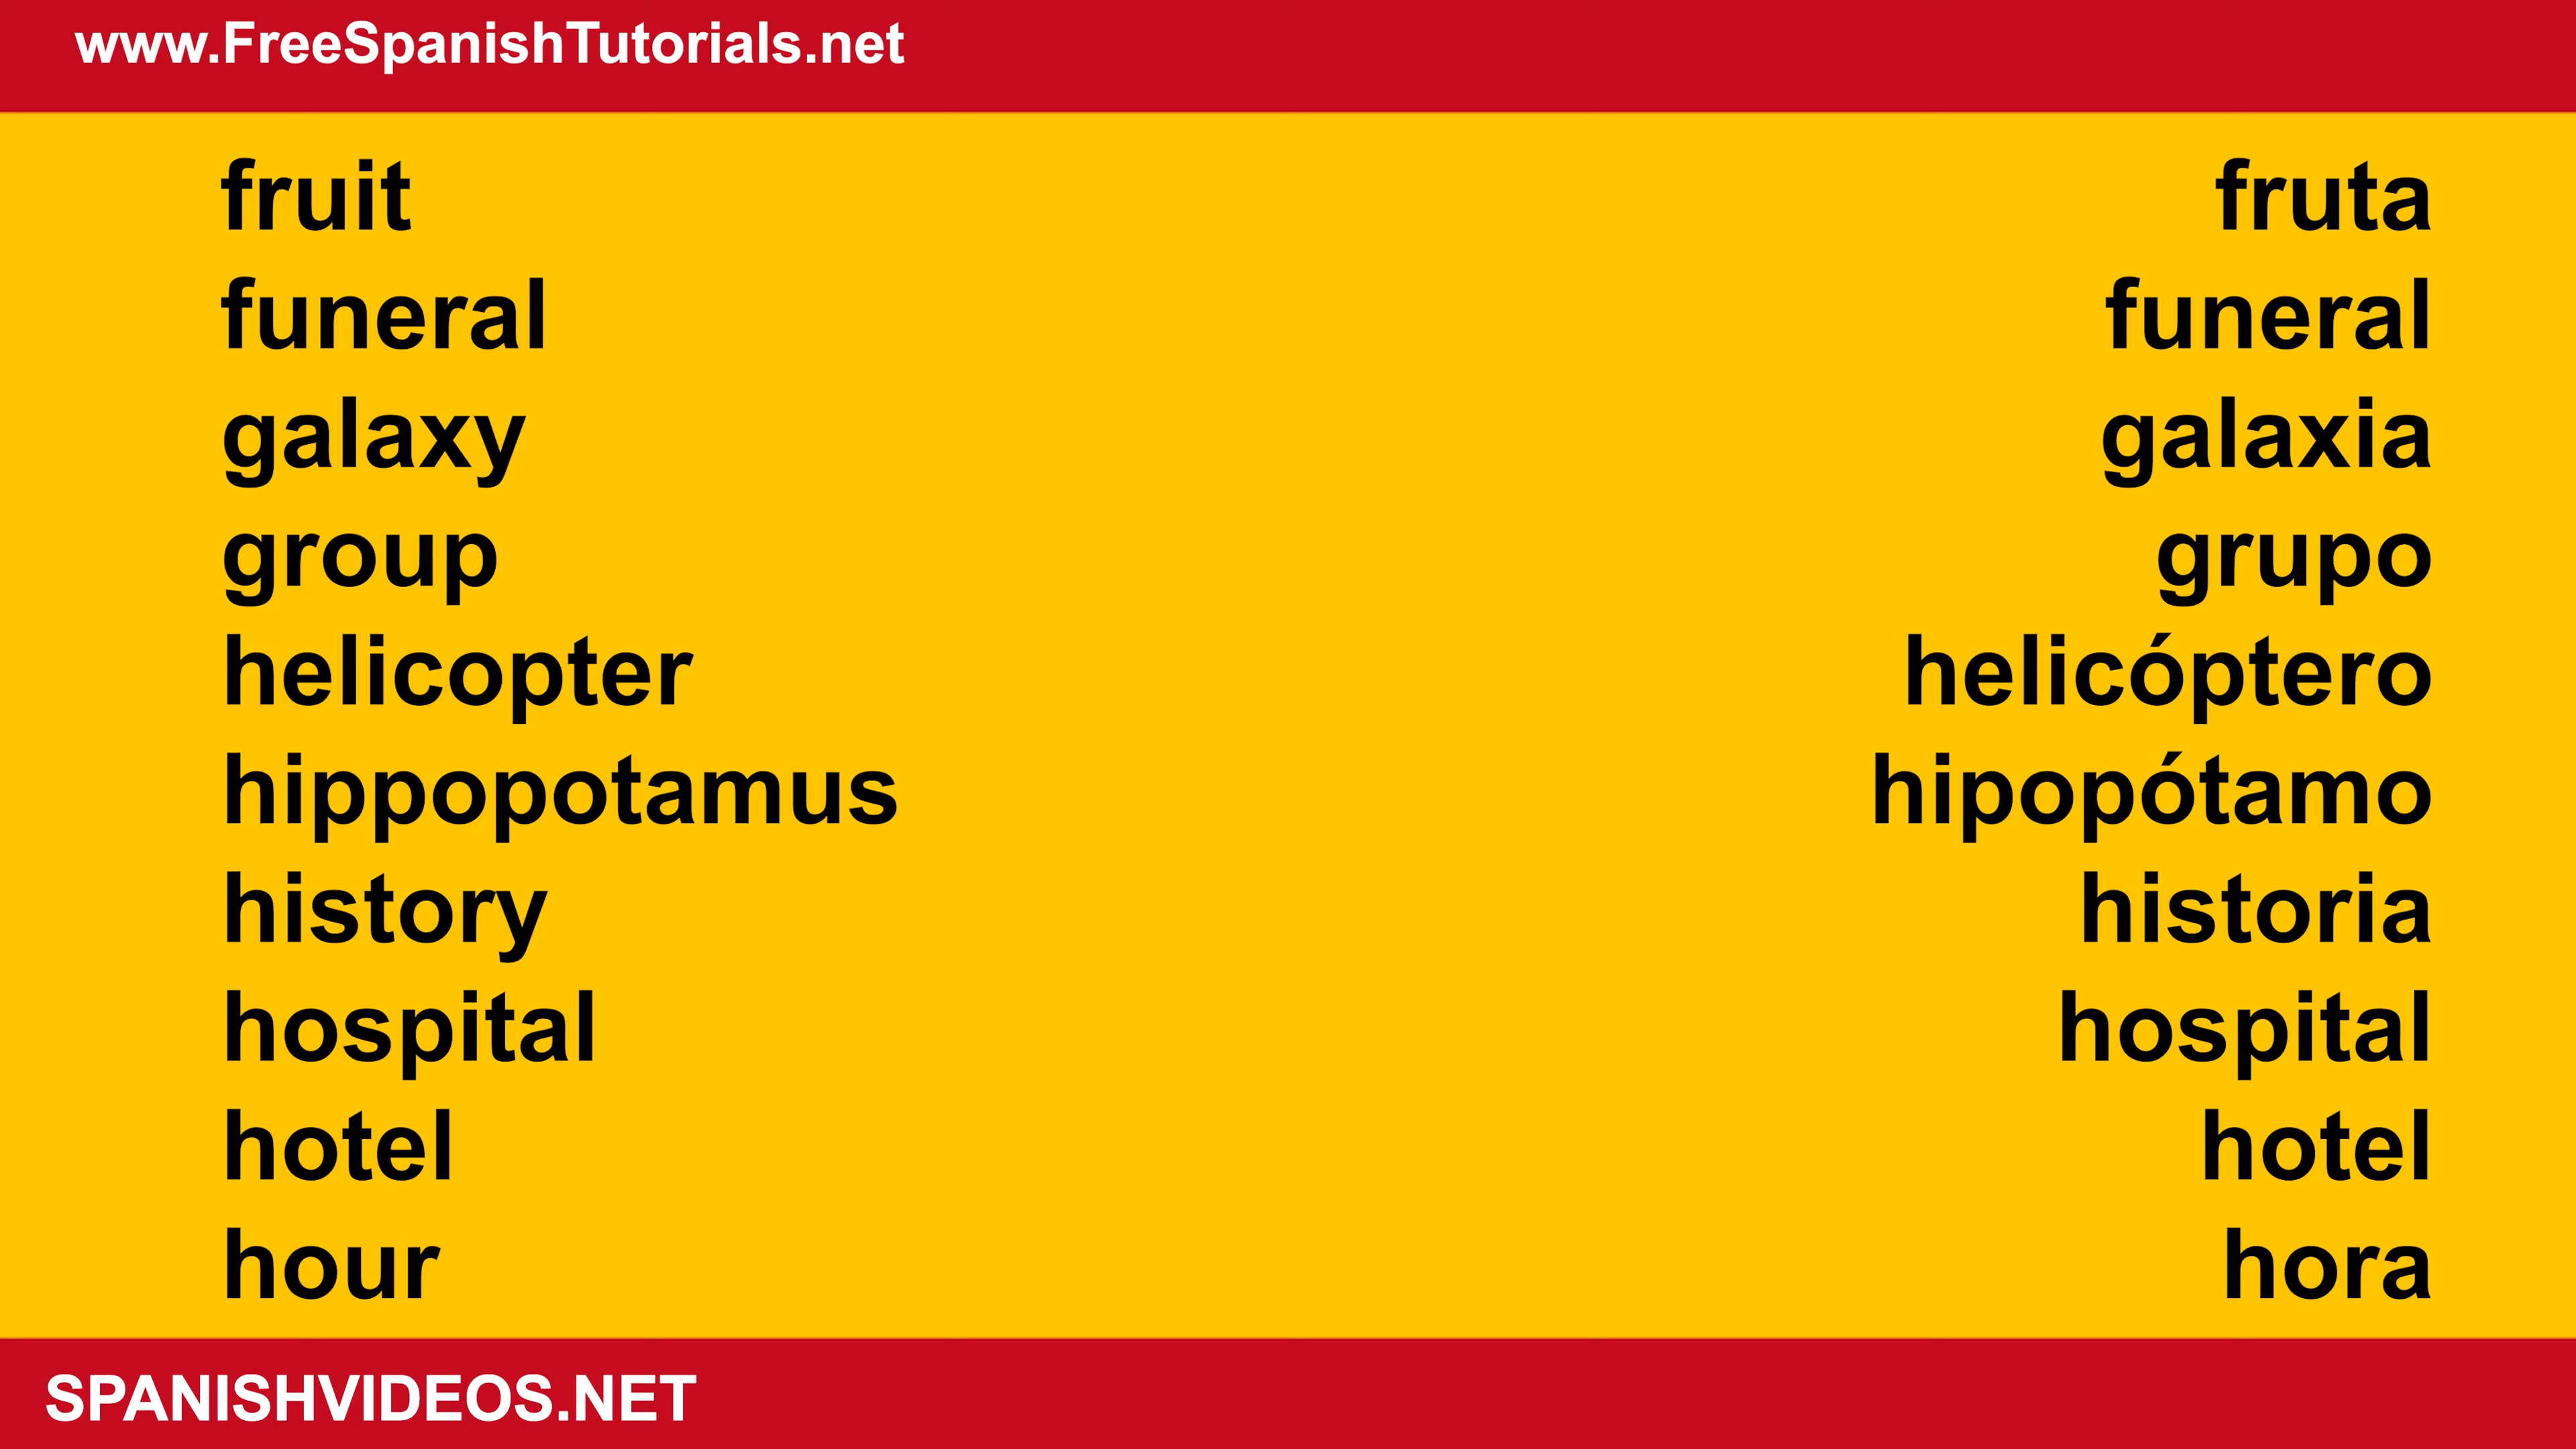 www.FreeSpanishTutorials.net
fruit fruta
funeral funeral
galaxy galaxia
group grupo
helicopter helicóptero
hippopotamus hipopótamo
history historia
hospital hospital
hotel hotel
hour hora
SPANISHVIDEOS.NET